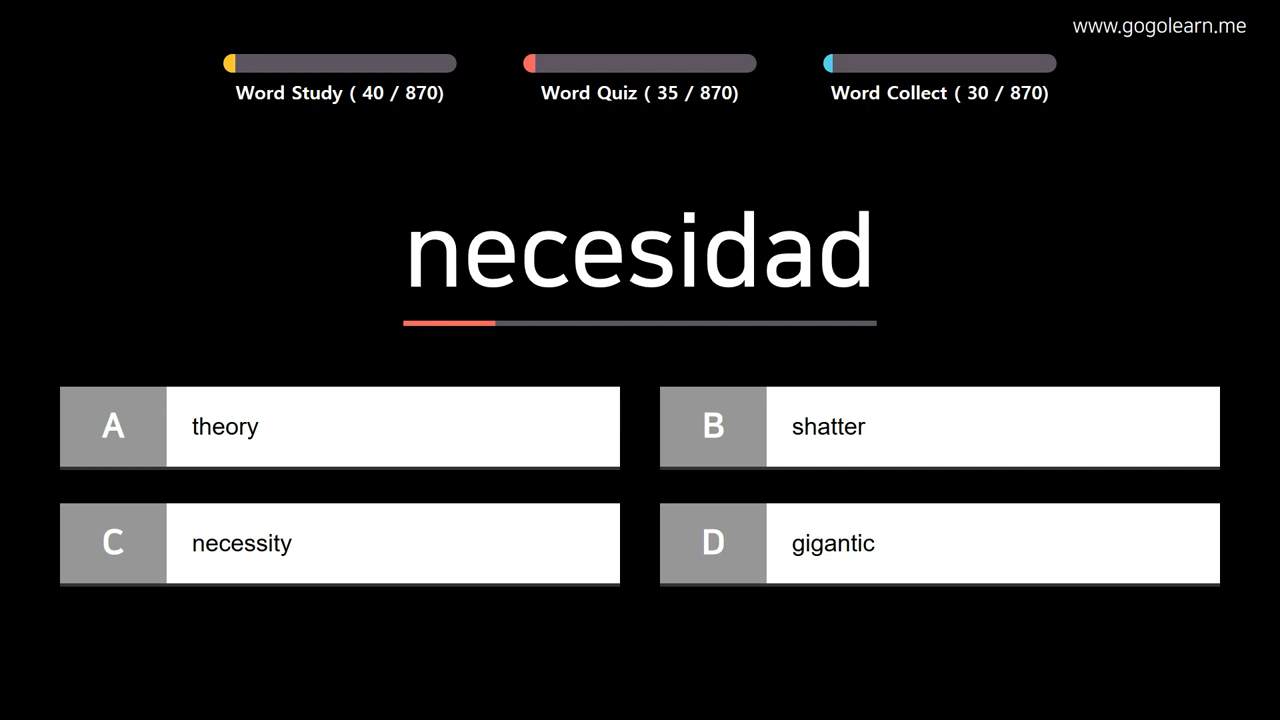 www.gogolearn.me
Word Study ( 40 / 870)
Word Quiz ( 35 / 870)
Word Collect ( 30 / 870)
necesidad
A theory
B shatter
C necessity
D gigantic